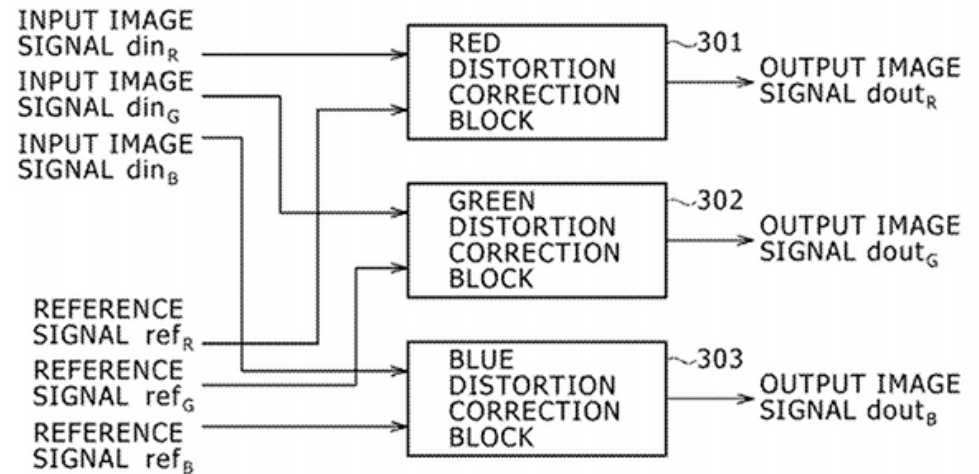 INPUT IMAGE
SIGNAL dinR
INPUT IMAGE
SIGNAL dinG
INPUT IMAGE
SIGNAL dinB
REFERENCE
SIGNAL refR
REFERENCE
SIGNAL refG
REFERENCE
SIGNAL refB
RED
DISTORTION
CORRECTION
BLOCK
301
OUTPUT IMAGE
SIGNAL doutR
GREEN
DISTORTION
CORRECTION
BLOCK
302
OUTPUT IMAGE
SIGNAL doutG
BLUE
DISTORTION
CORRECTION
BLOCK
303
OUTPUT IMAGE
SIGNAL doutB